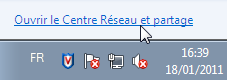 Ouvrir le Centre Réseau et partage
FR
16:39
18/01/2011